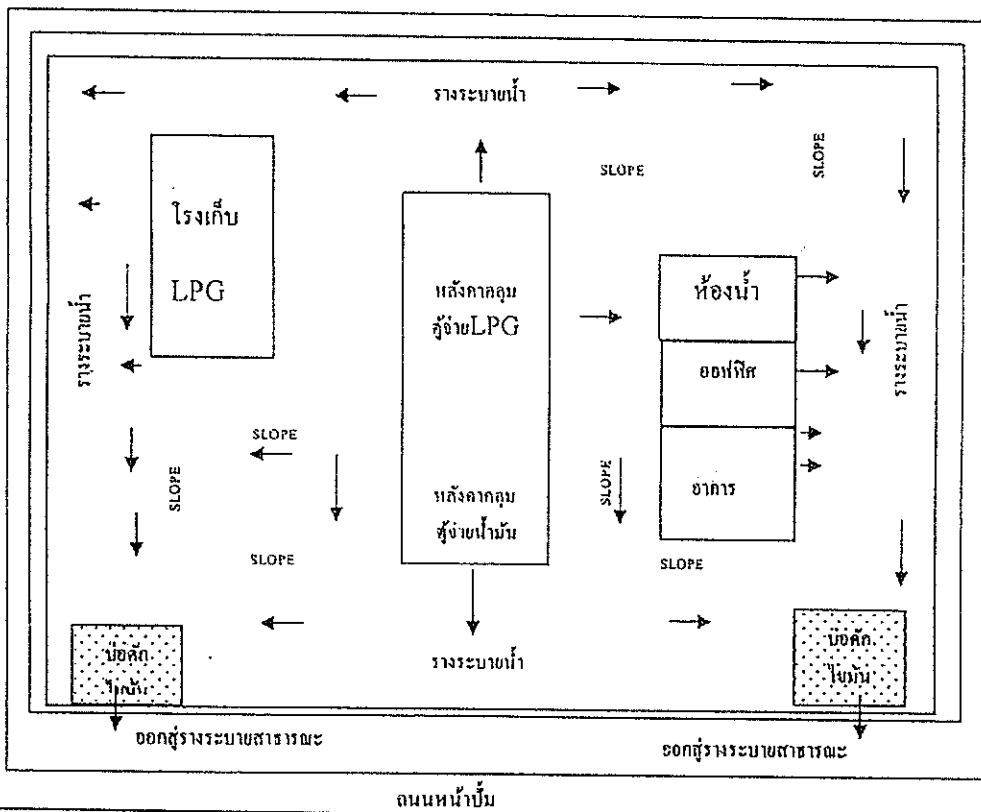 รางระบายน้ำ
SLOPE
SLOPE
โรงเก็บ
LPG
หลังคาคลุม
ตู้จ่ายLPG
ห้องน้ำ
รางระบายน้ำ
รางระบายน้ำ
ออฟฟิศ
SLOPE
SLOPE
SLOPE
หลังคาคลุม
ตู้จ่ายน้ำมัน
อาคาร
SLOPE
SLOPE
บ่อดัก
ไขมัน
รางระบายน้ำ
บ่อดัก
ไขมัน
ออกสู่รางระบายสาธารณะ
ออกสู่รางระบายสาธารณะ
ถนนหน้าปั้ม